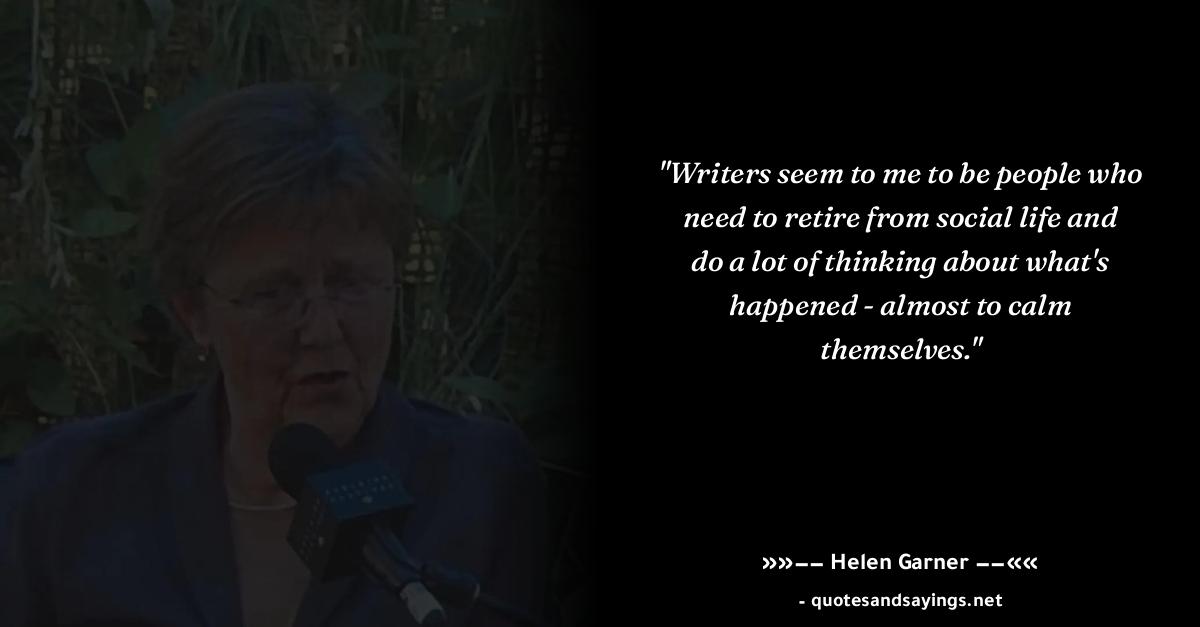 "Writers seem to me to be people who
need to retire from social life and
do a lot of thinking about what's
happened - almost to calm
themselves."
»»−− Helen Garner −−««
- quotesandsayings.net